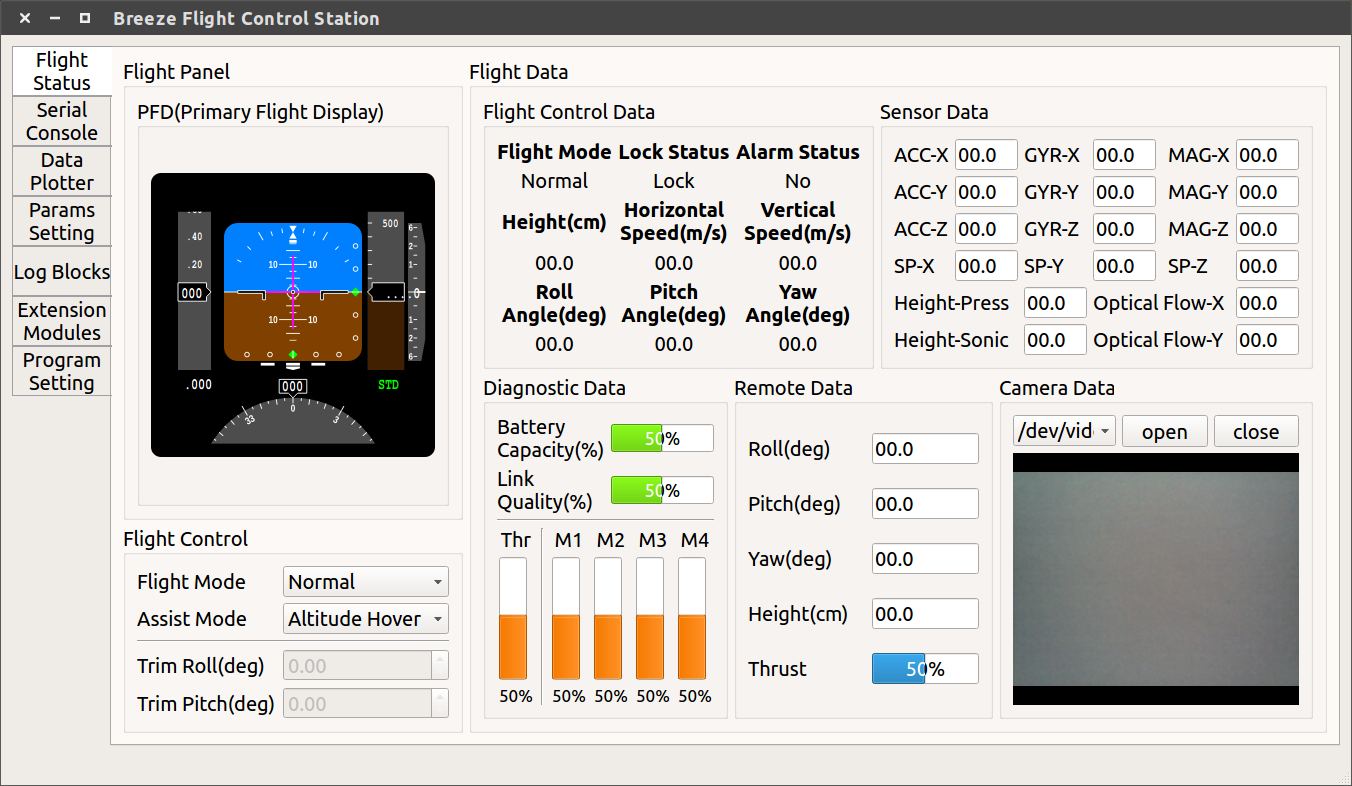 Breeze Flight Control Station
Flight
Status
Serial
Console
Data
Plotter
Params
Setting
Log Blocks
Extension
Modules
Program
Setting
Flight Panel
PFD(Primary Flight Display)
500
.40
6
2
.20
10 10
1
000
....0
10 10
1
2
6
.000
000
STD
33
0
3
Flight Control
Flight Mode Normal
Assist Mode Altitude Hover
Trim Roll(deg) 0.00
Trim Pitch(deg) 0.00
Flight Data
Flight Control Data
Flight Mode Lock Status Alarm Status
Normal Lock No
Height(cm) Horizontal Speed(m/s) Vertical Speed(m/s)
00.0 00.0 00.0
Roll Angle(deg) Pitch Angle(deg) Yaw Angle(deg)
00.0 00.0 00.0
Sensor Data
ACC-X 00.0 GYR-X 00.0 MAG-X 00.0
ACC-Y 00.0 GYR-Y 00.0 MAG-Y 00.0
ACC-Z 00.0 GYR-Z 00.0 MAG-Z 00.0
SP-X 00.0 SP-Y 00.0 SP-Z 00.0
Height-Press 00.0 Optical Flow-X 00.0
Height-Sonic 00.0 Optical Flow-Y 00.0
Diagnostic Data
Battery
Capacity(%) 50%
Link
Quality(%) 50%
Thr M1 M2 M3 M4
50% 50% 50% 50% 50%
Remote Data
Roll(deg) 00.0
Pitch(deg) 00.0
Yaw(deg) 00.0
Height(cm) 00.0
Thrust 50%
Camera Data
/dev/vid open close